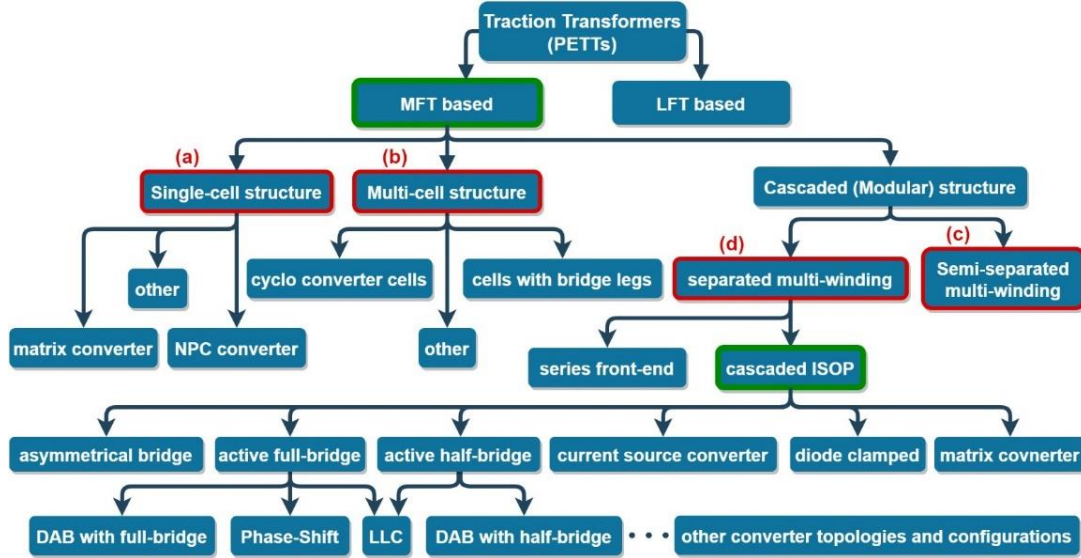 Traction Transformers
(PETTs)
MFT based
LFT based
(a)
(b)
Single-cell structure
Multi-cell structure
Cascaded (Modular) structure
(d)
(c)
other
cyclo converter cells
cells with bridge legs
separated multi-winding
Semi-separated
multi-winding
matrix converter
NPC converter
other
series front-end
cascaded ISOP
asymmetrical bridge
active full-bridge
active half-bridge
current source converter
diode clamped
matrix covnerter
DAB with full-bridge
Phase-Shift
LLC
DAB with half-bridge
other converter topologies and configurations